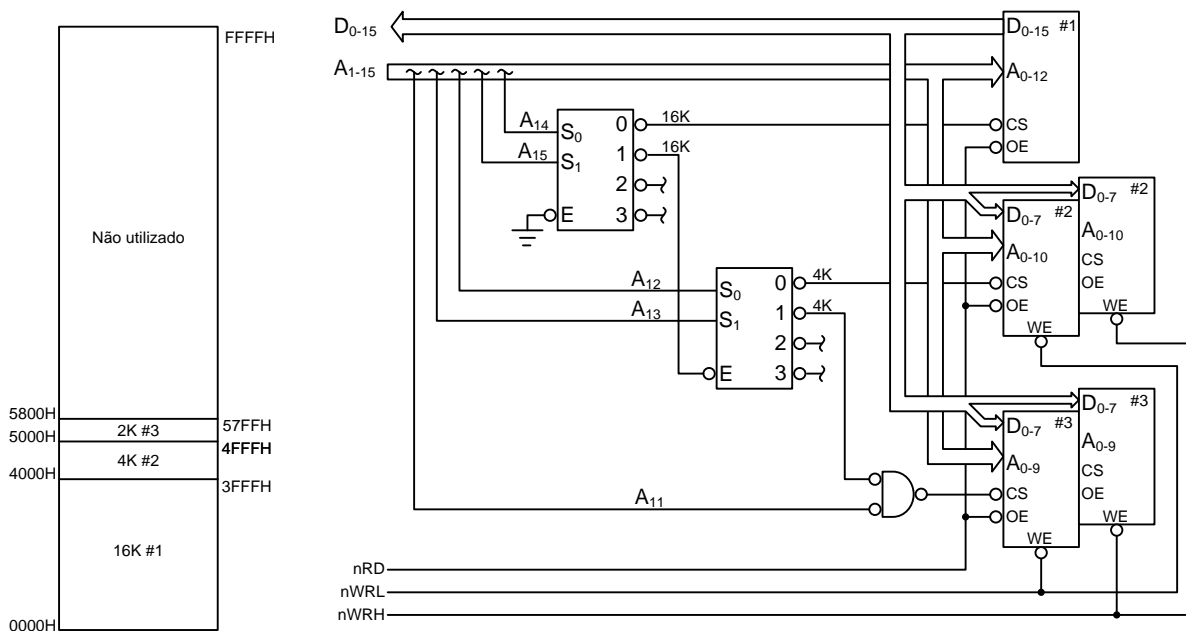 FFFFH
Não utilizado
5800H
57FFH
2K #3
5000H
4FFFH
4K #2
4000H
3FFFH
16K #1
0000H
D0-15
A1-15
A14
A15
S0
S1
E
0
1
2
3
16K
16K
A12
A13
S0
S1
E
0
1
2
3
4K
4K
A11
nRD
nWRL
nWRH
D0-15 #1
A0-12
CS
OE
D0-7 #2
A0-10
CS
OE
WE
#2
D0-7
A0-10
CS
OE
WE
D0-7 #3
A0-9
CS
OE
WE
#3
D0-7
A0-9
CS
OE
WE